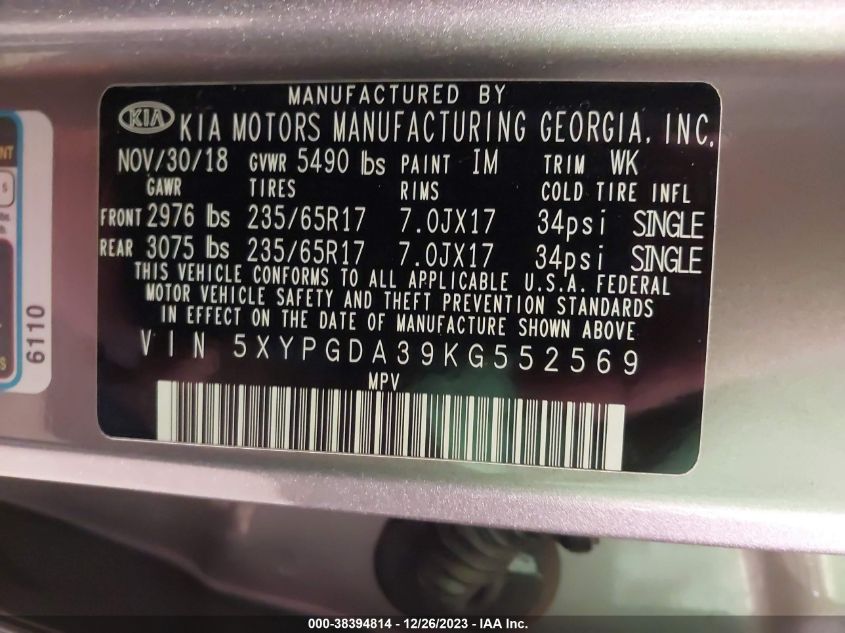 MANUFACTURED BY
KIA KIA MOTORS MANUFACTURING GEORGIA, INC.
NOV/30/18 GVWR 5490 lbs PAINT IM TRIM WK
GAWR TIRES RIMS COLD TIRE INFL
FRONT 2976 lbs 235/65R17 7.0JX17 34psi SINGLE
REAR 3075 lbs 235/65R17 7.0JX17 34psi SINGLE
THIS VEHICLE CONFORMS TO ALL APPLICABLE U.S.A. FEDERAL
MOTOR VEHICLE SAFETY AND THEFT PREVENTION STANDARDS
IN EFFECT ON THE DATE OF MANUFACTURE SHOWN ABOVE
VIN 5XYPGDA39KG552569
MPV
6110
000-38394814 - 12/26/2023 - IAA Inc.